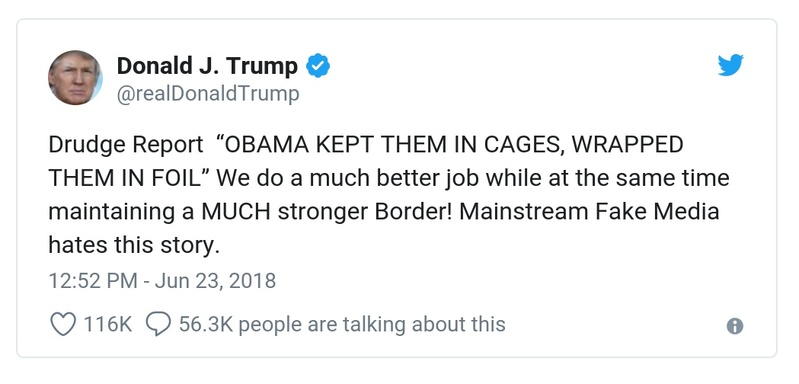 Donald J. Trump
@realDonaldTrump
Drudge Report “OBAMA KEPT THEM IN CAGES, WRAPPED
THEM IN FOIL” We do a much better job while at the same time
maintaining a MUCH stronger Border! Mainstream Fake Media
hates this story.
12:52 PM - Jun 23, 2018
116K 56.3K people are talking about this